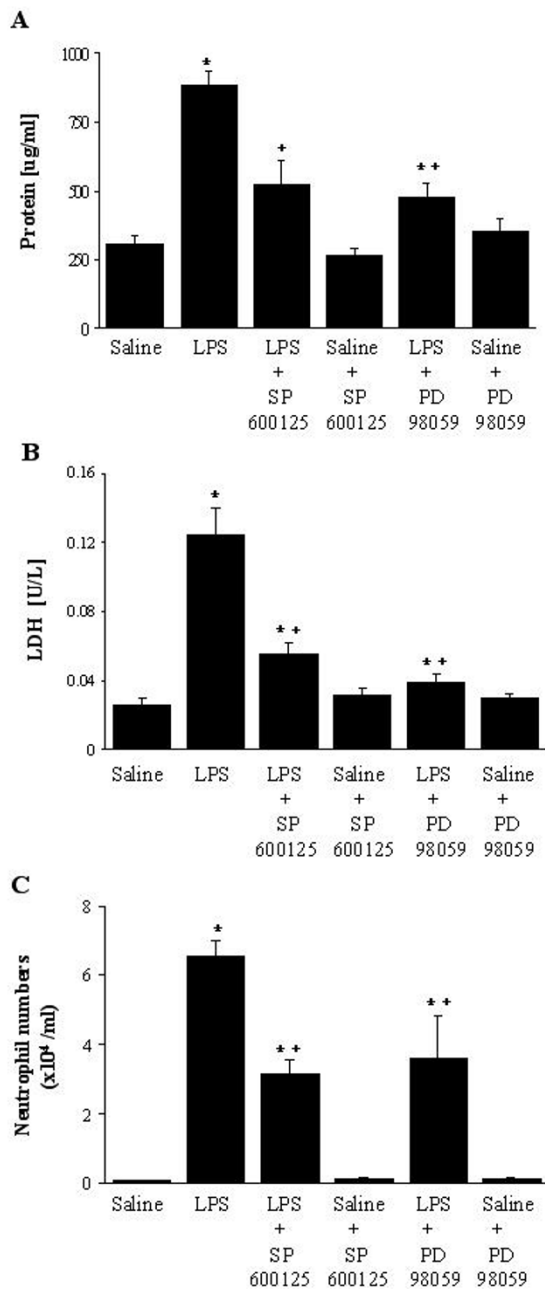 A
Protein [ug/ml]
1000
750
500
250
0
*
+
* +
Saline LPS LPS Saline LPS Saline
+ + + +
SP SP PD PD
600125 600125 98059 98059
B
LDH [U/L]
0.16
0.12
0.08
0.04
0
*
* +
* +
Saline LPS LPS Saline LPS Saline
+ + + +
SP SP PD PD
600125 600125 98059 98059
C
Neutrophil numbers
(x10⁴ /ml)
8
6
4
2
0
*
* +
* +
Saline LPS LPS Saline LPS Saline
+ + + +
SP SP PD PD
600125 600125 98059 98059